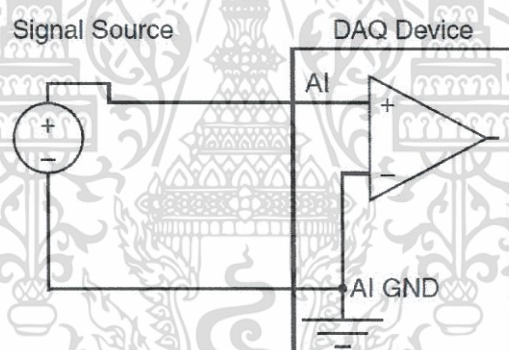 Signal Source
DAQ Device
AI
+
+
−
−
AI GND